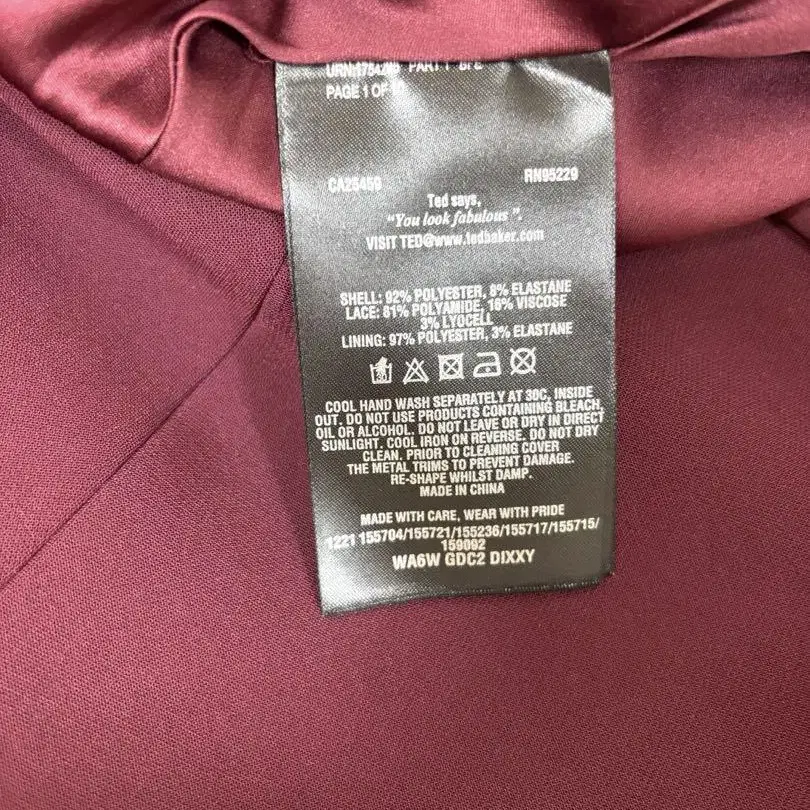 PART 1
PAGE 1 OF
CA25459 RN95229
Ted says,
"You look fabulous".
VISIT TED@www.tedbaker.com
SHELL: 92% POLYESTER, 8% ELASTANE
LACE: 81% POLYAMIDE, 16% VISCOSE
3% LYOCELL
LINING: 97% POLYESTER, 3% ELASTANE
COOL HAND WASH SEPARATELY AT 30C, INSIDE
OUT. DO NOT USE PRODUCTS CONTAINING BLEACH,
OIL OR ALCOHOL. DO NOT LEAVE OR DRY IN DIRECT
SUNLIGHT. COOL IRON ON REVERSE. DO NOT DRY
CLEAN. PRIOR TO CLEANING COVER
THE METAL TRIMS TO PREVENT DAMAGE.
RE-SHAPE WHILST DAMP.
MADE IN CHINA
MADE WITH CARE, WEAR WITH PRIDE
1221 155704/155721/155236/155717/155715/
159092
WA6W GDC2 DIXXY